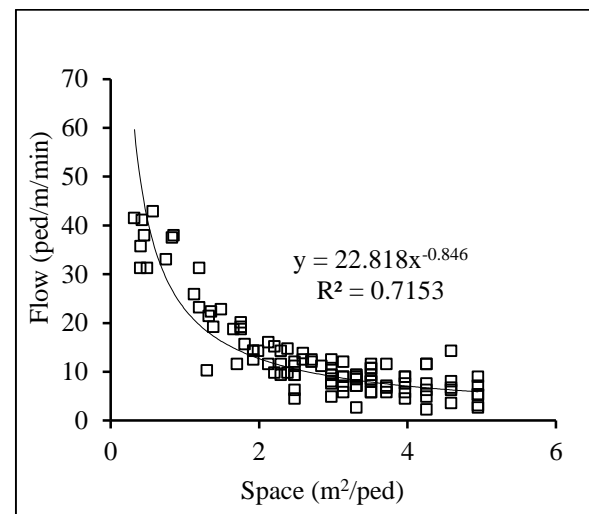 70
60
50
40
30
20
10
0
Flow (ped/m/min)
y = 22.818x^-0.846
R² = 0.7153
0 2 4 6
Space (m²/ped)